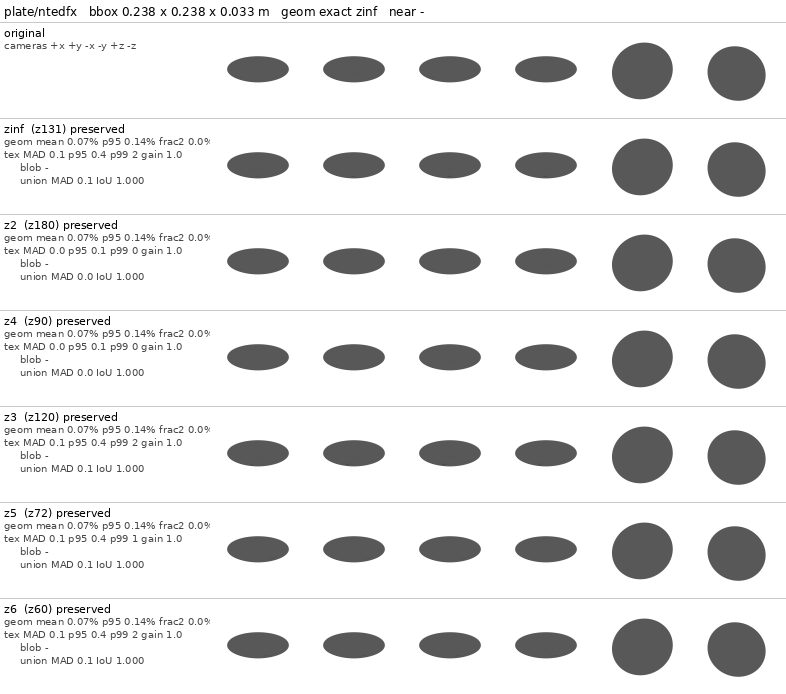 plate/ntedfx   bbox 0.238 x 0.238 x 0.033 m   geom exact zinf   near -
original
cameras +x +y -x -y +z -z
zinf  (z131) preserved
geom mean 0.07% p95 0.14% frac2 0.0%
tex MAD 0.1 p95 0.4 p99 2 gain 1.0
blob -
union MAD 0.1 IoU 1.000
z2  (z180) preserved
geom mean 0.07% p95 0.14% frac2 0.0%
tex MAD 0.0 p95 0.1 p99 0 gain 1.0
blob -
union MAD 0.0 IoU 1.000
z4  (z90) preserved
geom mean 0.07% p95 0.14% frac2 0.0%
tex MAD 0.0 p95 0.1 p99 0 gain 1.0
blob -
union MAD 0.0 IoU 1.000
z3  (z120) preserved
geom mean 0.07% p95 0.14% frac2 0.0%
tex MAD 0.1 p95 0.4 p99 2 gain 1.0
blob -
union MAD 0.1 IoU 1.000
z5  (z72) preserved
geom mean 0.07% p95 0.14% frac2 0.0%
tex MAD 0.1 p95 0.4 p99 1 gain 1.0
blob -
union MAD 0.1 IoU 1.000
z6  (z60) preserved
geom mean 0.07% p95 0.14% frac2 0.0%
tex MAD 0.1 p95 0.4 p99 2 gain 1.0
blob -
union MAD 0.1 IoU 1.000